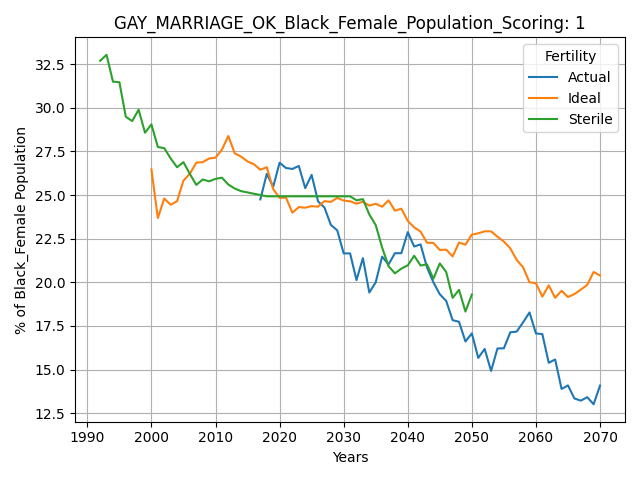 GAY_MARRIAGE_OK_Black_Female_Population_Scoring: 1
Fertility
Actual
Ideal
Sterile
% of Black_Female Population
32.5
30.0
27.5
25.0
22.5
20.0
17.5
15.0
12.5
1990 2000 2010 2020 2030 2040 2050 2060 2070
Years